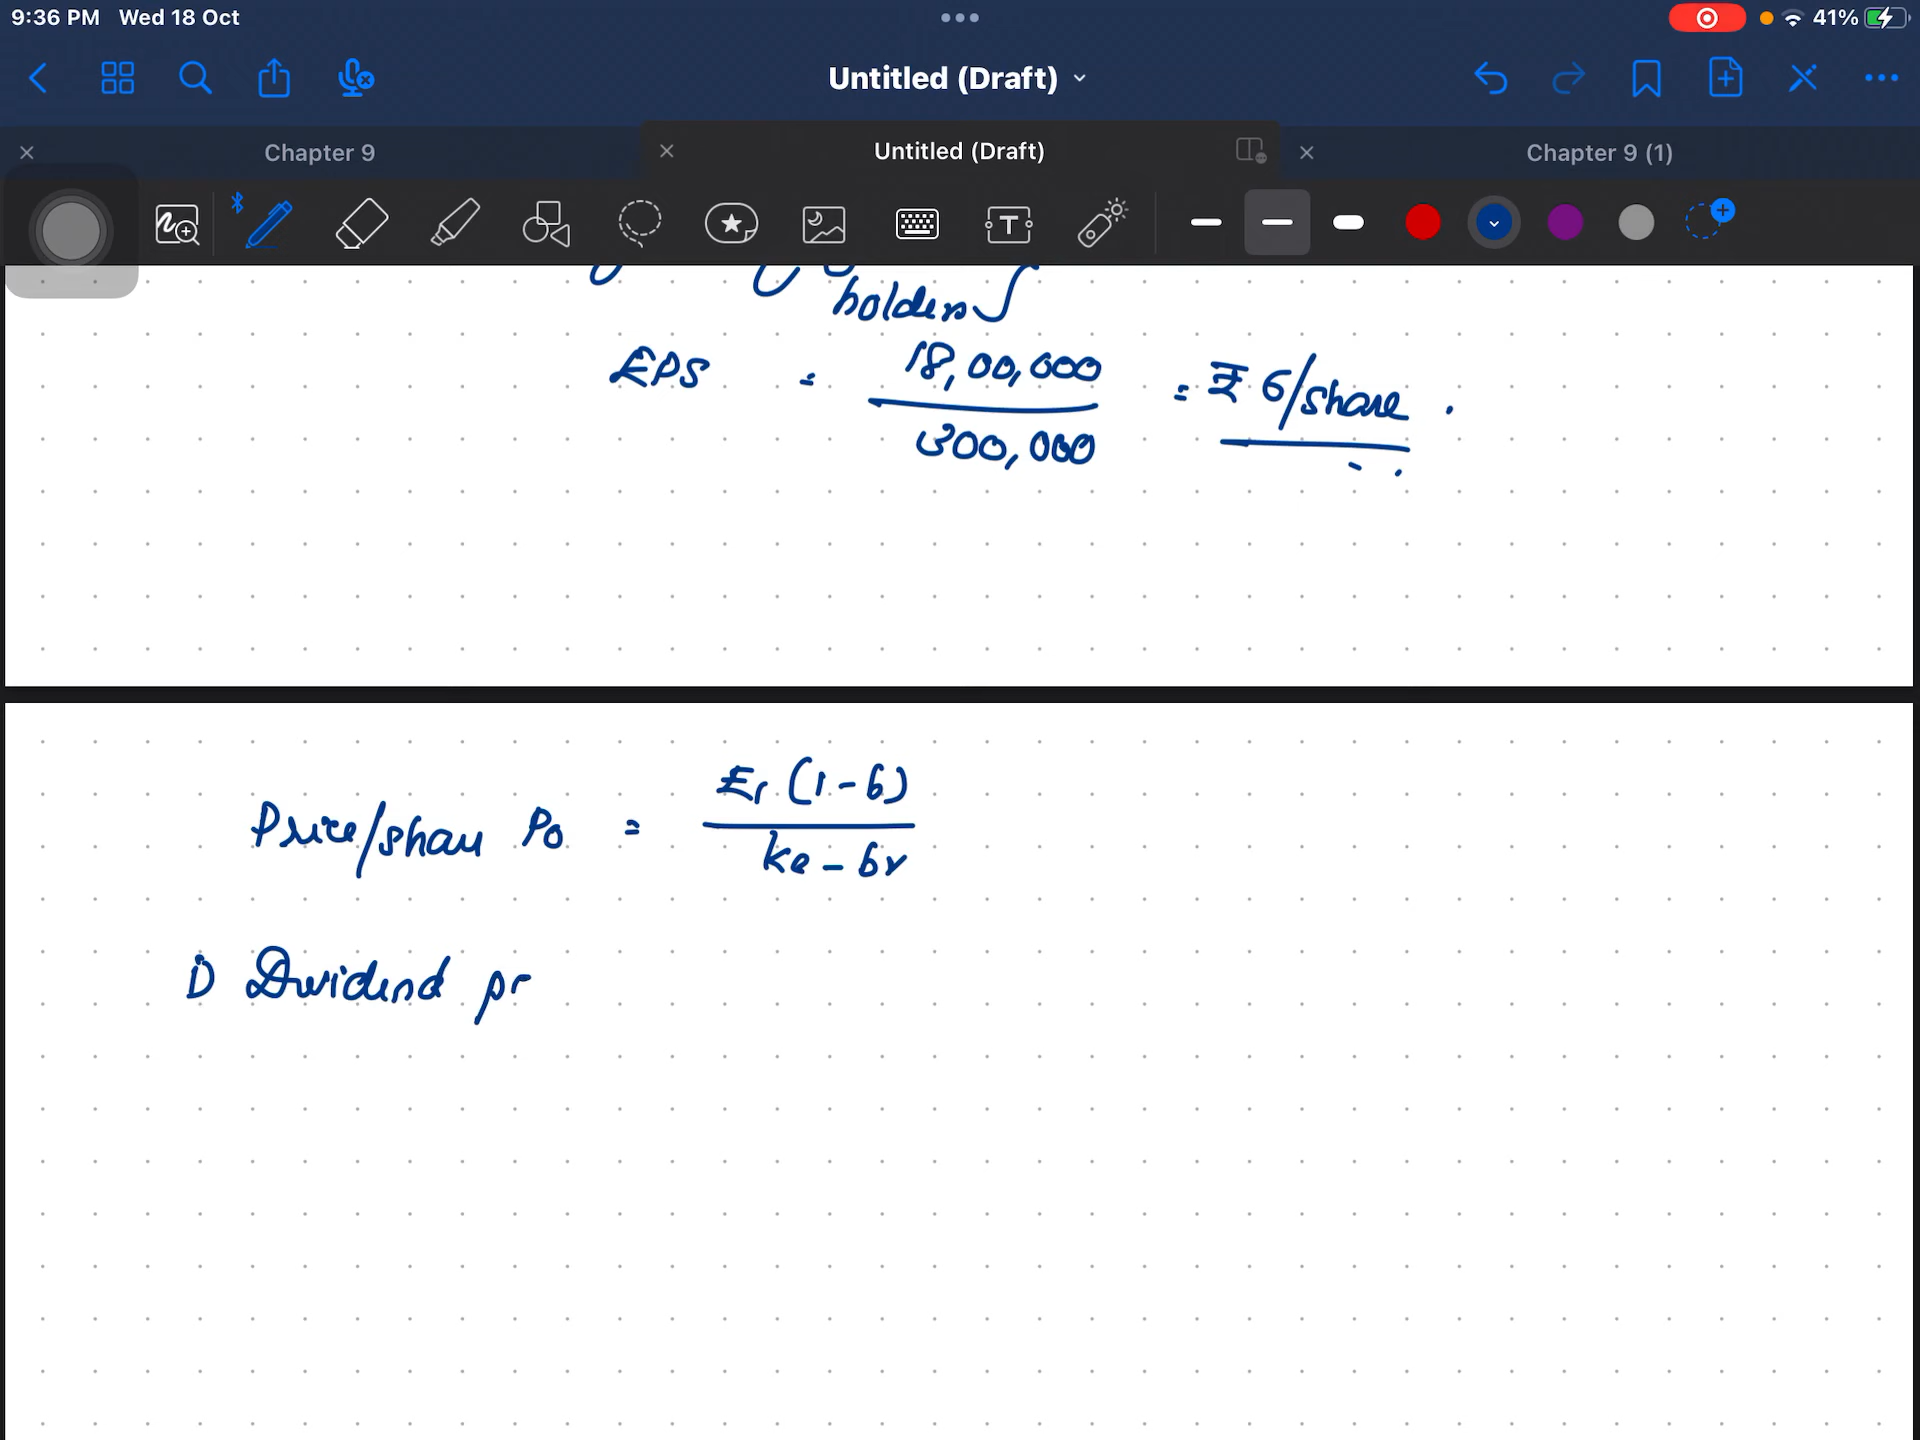 9:36 PM Wed 18 Oct
41%
Untitled (Draft)
Chapter 9
Untitled (Draft)
Chapter 9 (1)
T
holders
EPS = 18,00,000 / 300,000 = ₹ 6/share.
Price/share P0 = E1 (1-b) / ke - br
i) Dividend pr